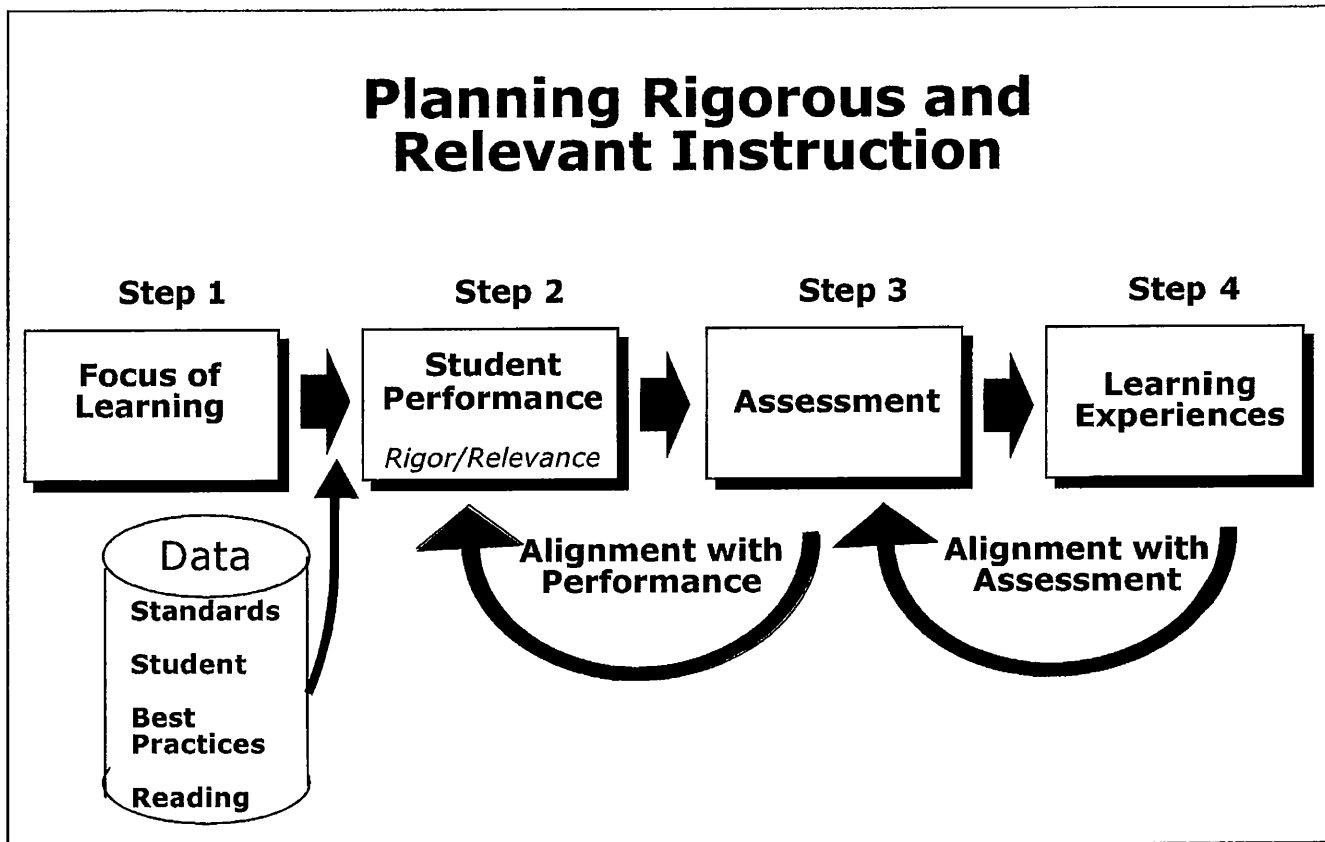 Planning Rigorous and
Relevant Instruction
Step 1
Step 2
Step 3
Step 4
Focus of
Learning
Student
Performance
Rigor/Relevance
Assessment
Learning
Experiences
Data
Standards
Student
Best
Practices
Reading
Alignment with
Performance
Alignment with
Assessment